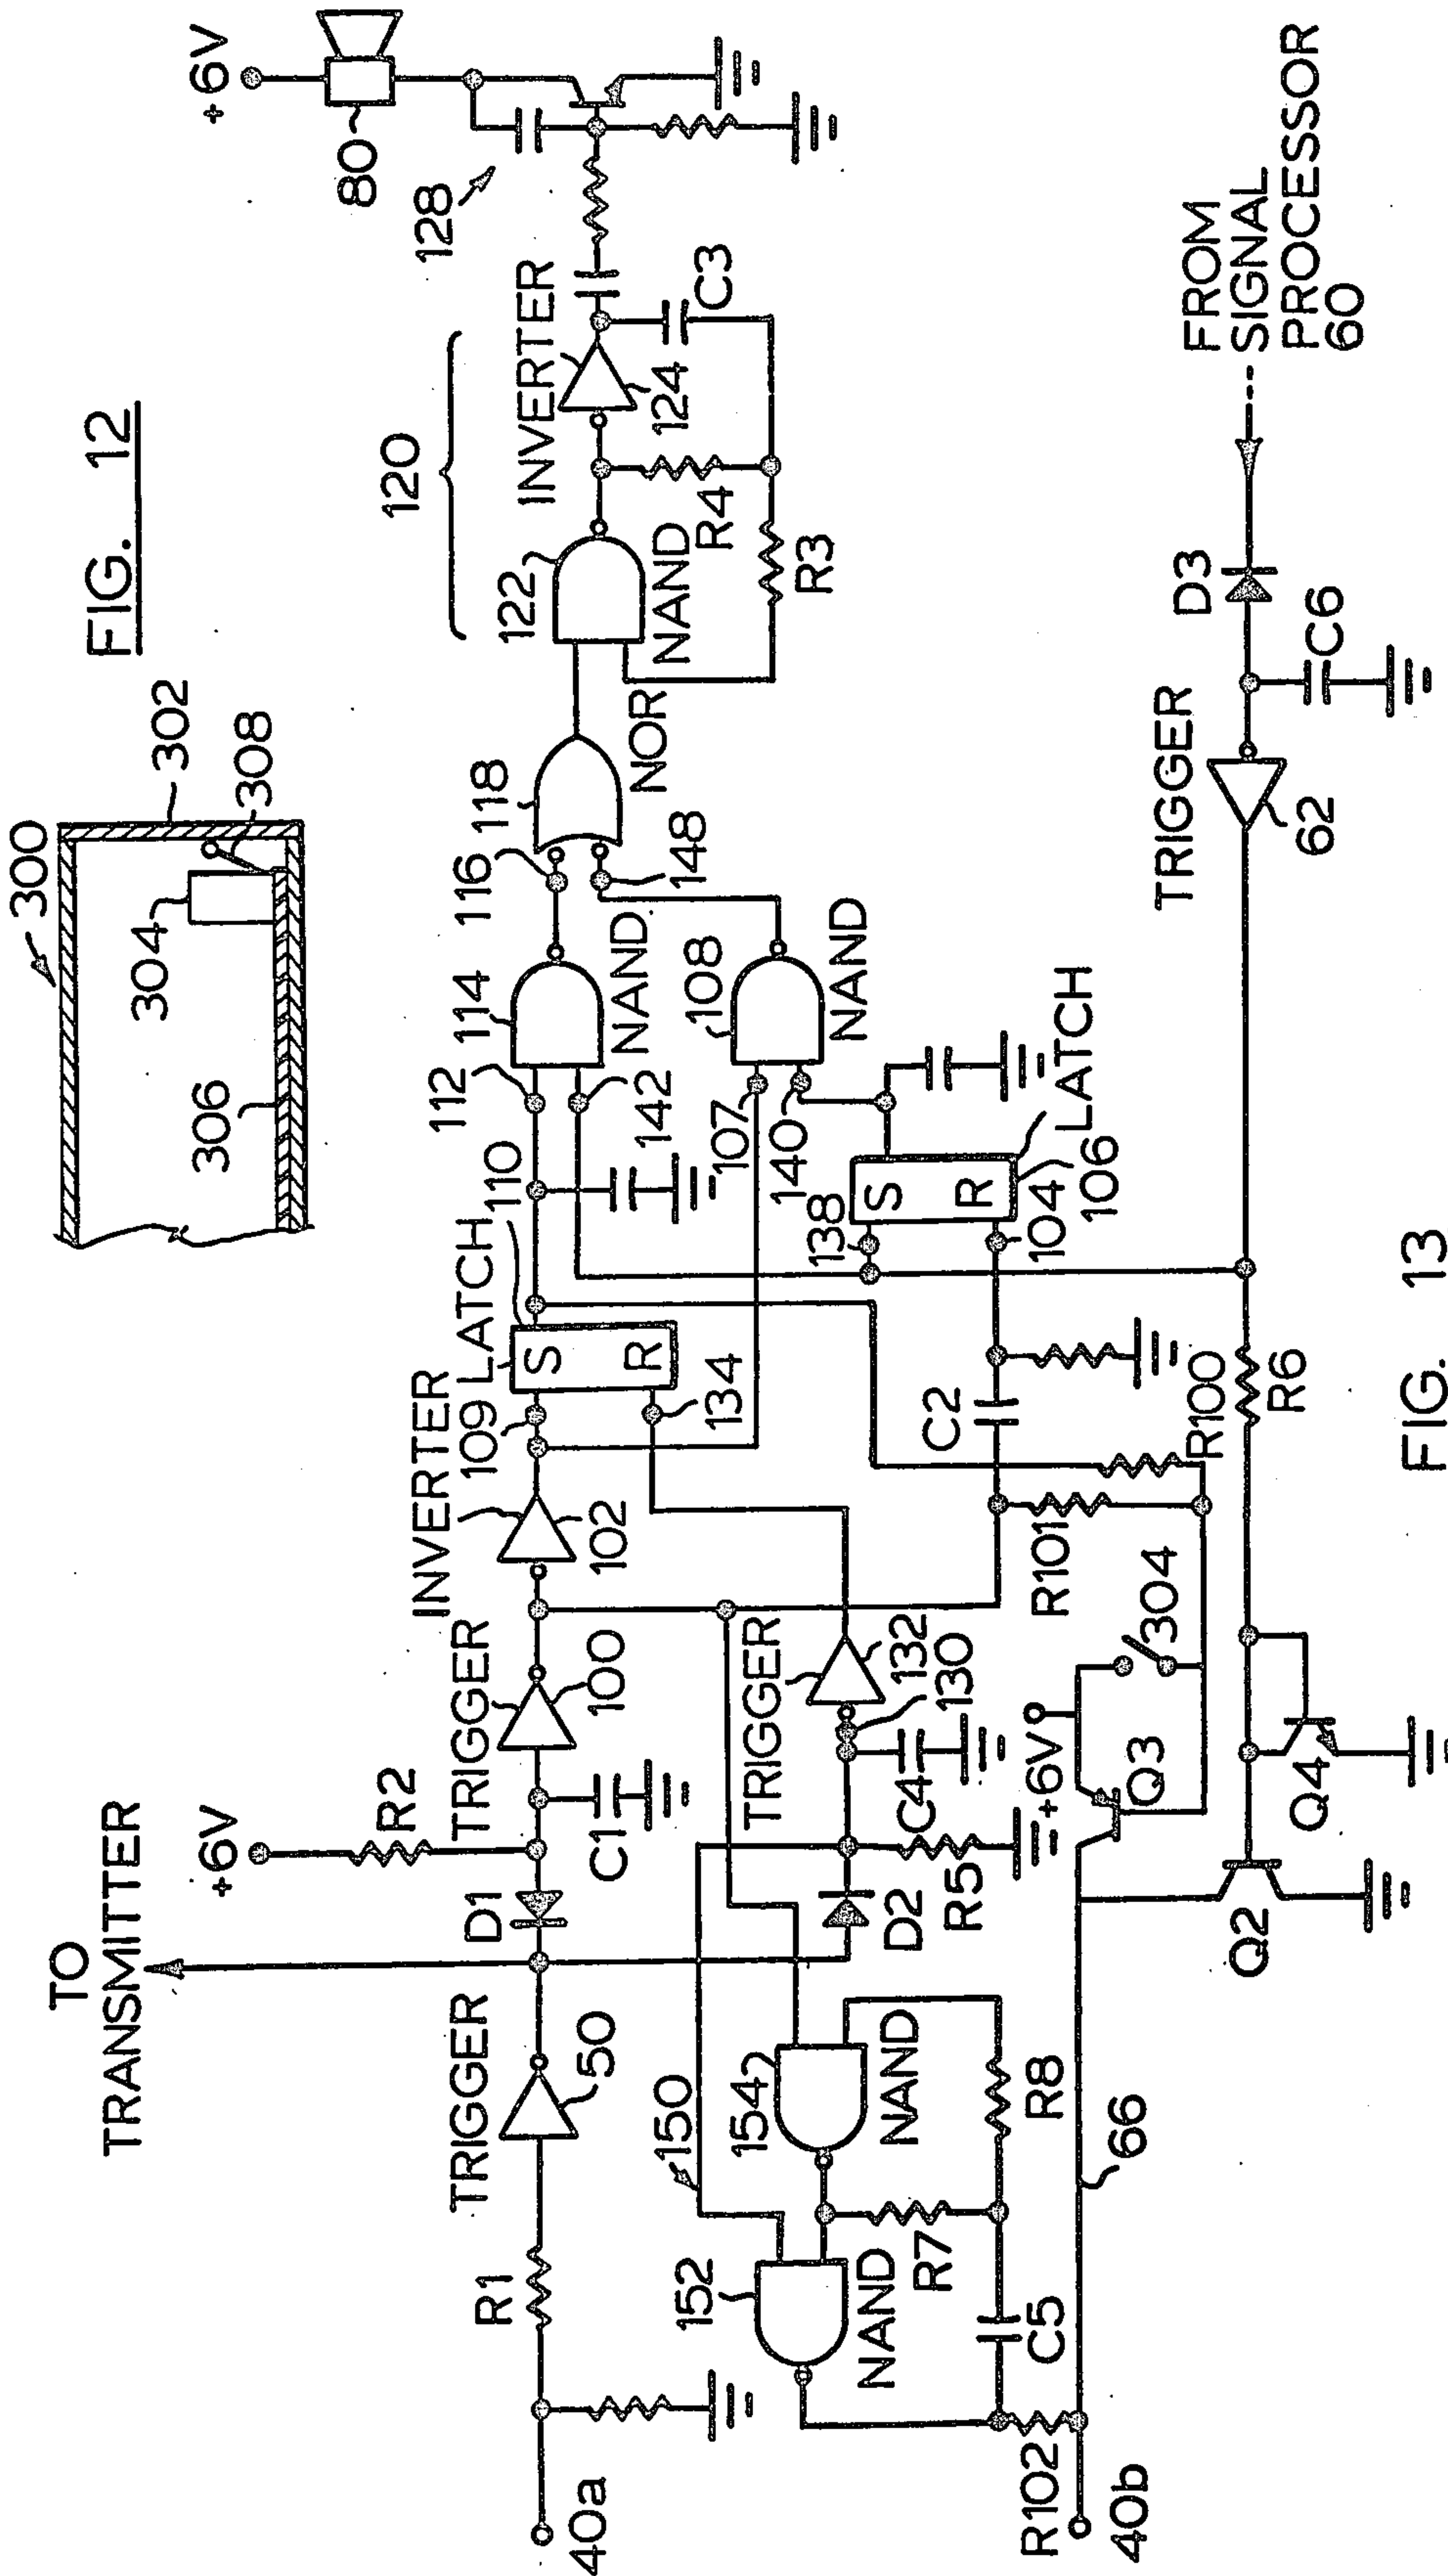 FIG. 12
300
302
304
308
306
TO
TRANSMITTER
+6V
R2
TRIGGER
50
D1
TRIGGER
100
C1
INVERTER
102
109
LATCH
110
S
R
134
112
114
142
NAND
116
118
148
NOR
120
122
NAND
INVERTER
124
R4
R3
C3
128
80
+6V
40a
R1
150
152
NAND
154
NAND
R7
R8
C5
R102
40b
66
D2
R5
C4
TRIGGER
132
130
107
108
NAND
140
138
S
R
104
LATCH
106
C2
R101
R100
+6V
304
Q3
Q2
Q4
R6
TRIGGER
62
D3
C6
FROM
SIGNAL
PROCESSOR
60
FIG. 13